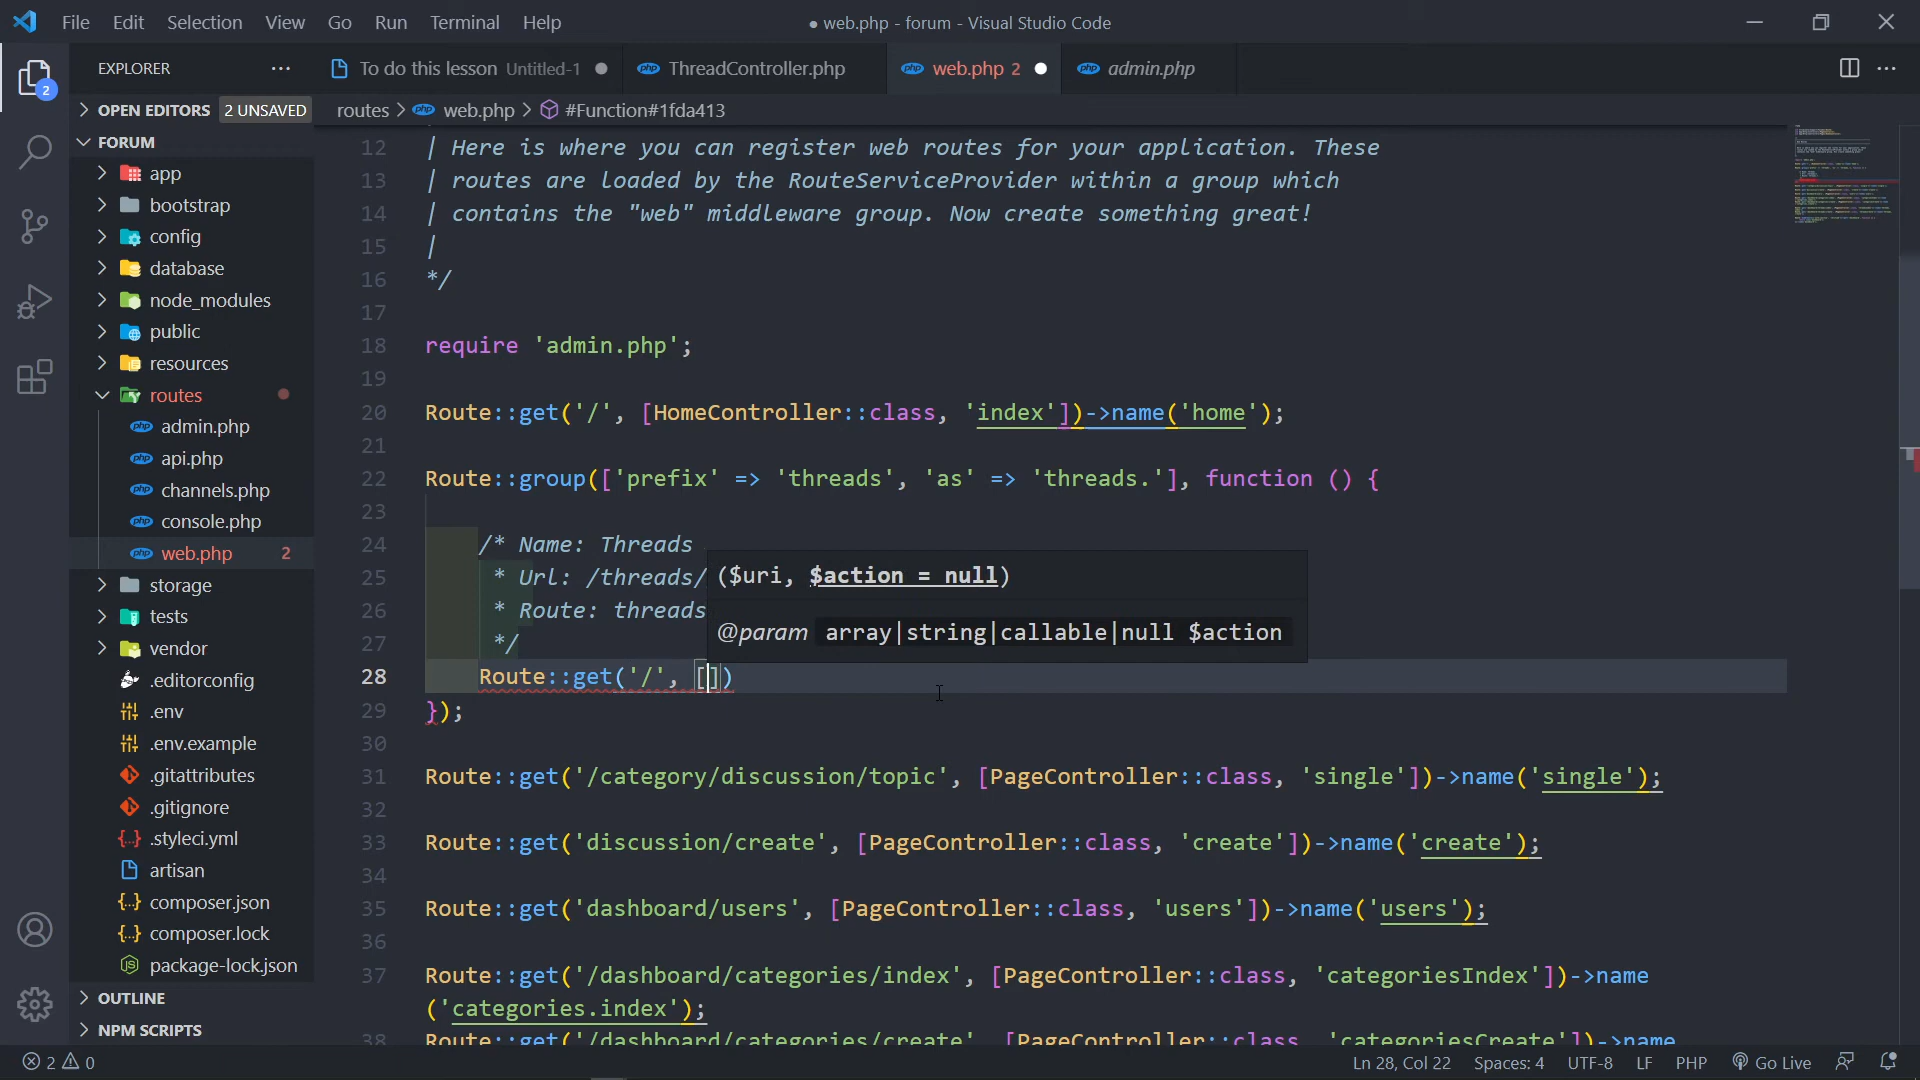 File Edit Selection View Go Run Terminal Help
● web.php - forum - Visual Studio Code
EXPLORER
To do this lesson Untitled-1
ThreadController.php
web.php 2
admin.php
OPEN EDITORS 2 UNSAVED
routes > web.php > #Function#1fda413
FORUM
app
bootstrap
config
database
node_modules
public
resources
routes
admin.php
api.php
channels.php
console.php
web.php 2
storage
tests
vendor
.editorconfig
.env
.env.example
.gitattributes
.gitignore
.styleci.yml
artisan
composer.json
composer.lock
package-lock.json
OUTLINE
NPM SCRIPTS
2
12 | Here is where you can register web routes for your application. These
13 | routes are loaded by the RouteServiceProvider within a group which
14 | contains the "web" middleware group. Now create something great!
15 |
16 */
17
18 require 'admin.php';
19
20 Route::get('/', [HomeController::class, 'index'])->name('home');
21
22 Route::group(['prefix' => 'threads', 'as' => 'threads.'], function () {
23
24 /* Name: Threads
25 * Url: /threads/
26 * Route: threads
27 */
28 Route::get('/', [])
29 });
30
31 Route::get('/category/discussion/topic', [PageController::class, 'single'])->name('single');
32
33 Route::get('discussion/create', [PageController::class, 'create'])->name('create');
34
35 Route::get('dashboard/users', [PageController::class, 'users'])->name('users');
36
37 Route::get('/dashboard/categories/index', [PageController::class, 'categoriesIndex'])->name
('categories.index');
38 Route::get('/dashboard/categories/create', [PageController::class, 'categoriesCreate'])->name
($uri, $action = null)
@param array|string|callable|null $action
2 0
Ln 28, Col 22 Spaces: 4 UTF-8 LF PHP Go Live